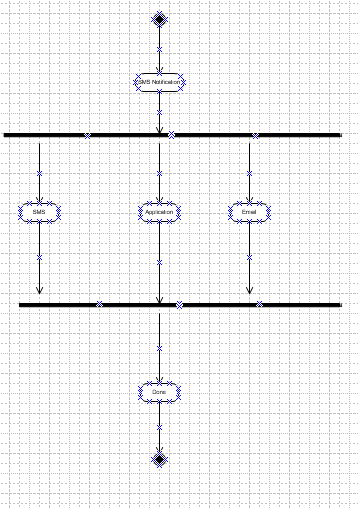 SMS Notification
SMS
Application
Email
Done